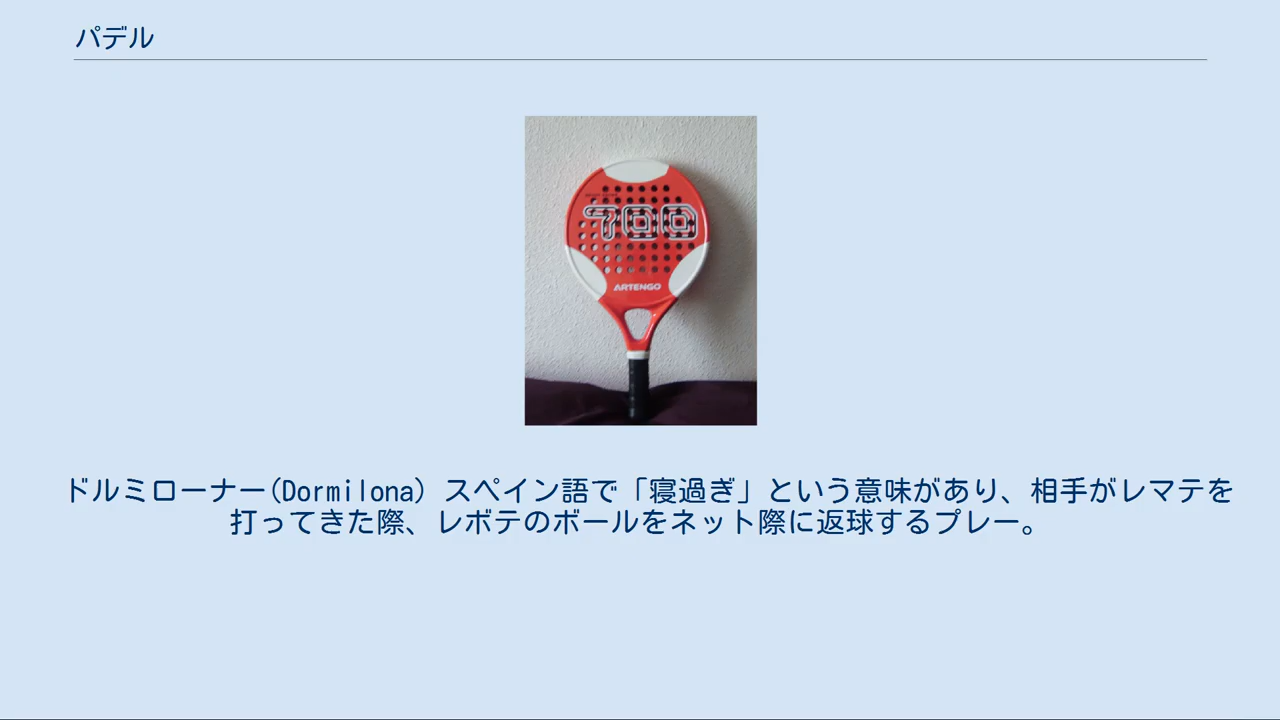 パデル
700
ARTENGO
ドルミローナー(Dormilona) スペイン語で「寝過ぎ」という意味があり、相手がレマテを
打ってきた際、レボテのボールをネット際に返球するプレー。